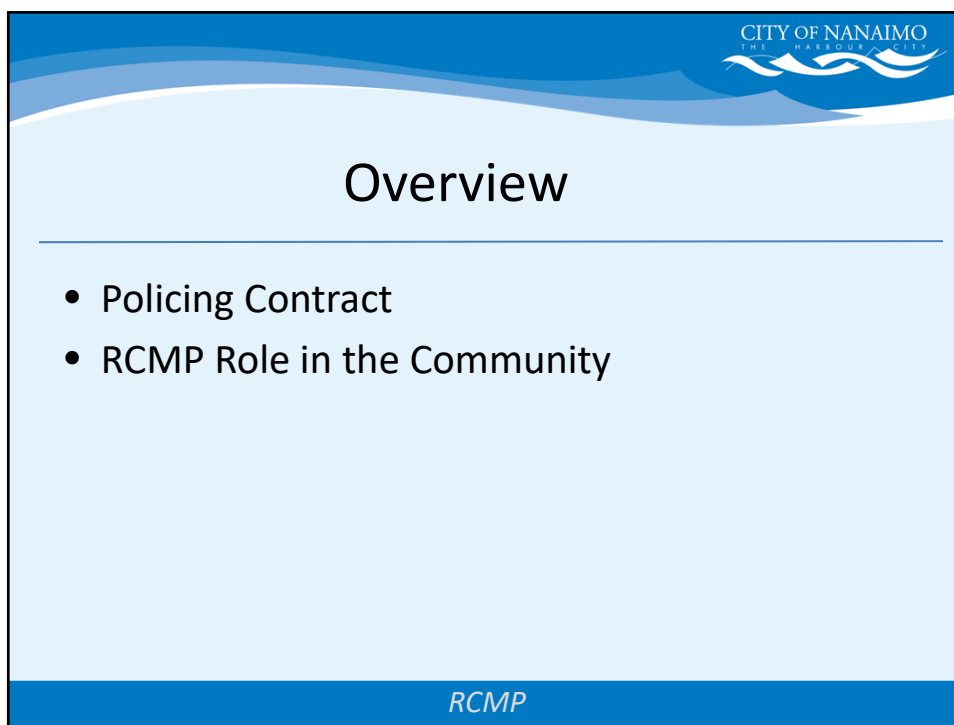 CITY OF NANAIMO
THE HARBOUR CITY
Overview
• Policing Contract
• RCMP Role in the Community
RCMP